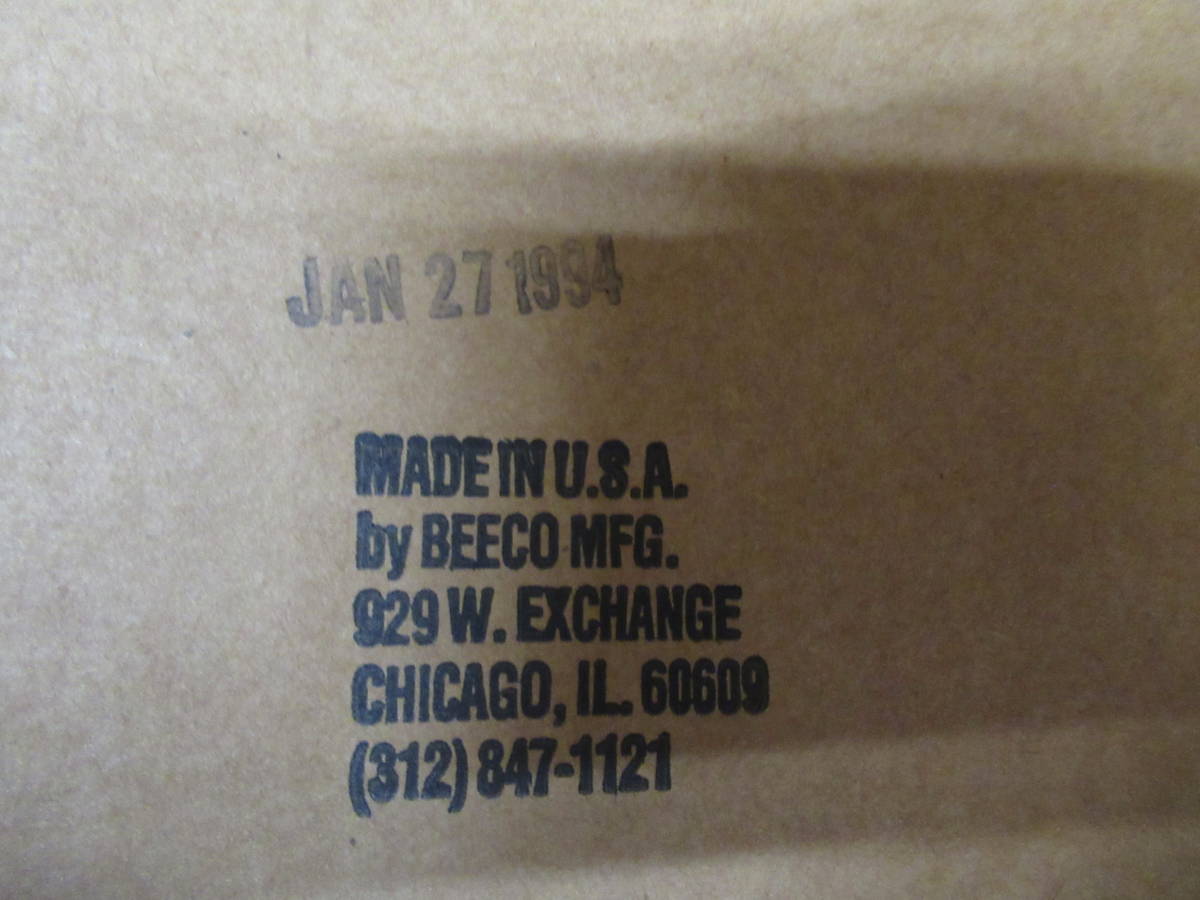 JAN 27 1994
MADE IN U.S.A.
by BEECO MFG.
929 W. EXCHANGE
CHICAGO, IL. 60609
(312) 847-1121